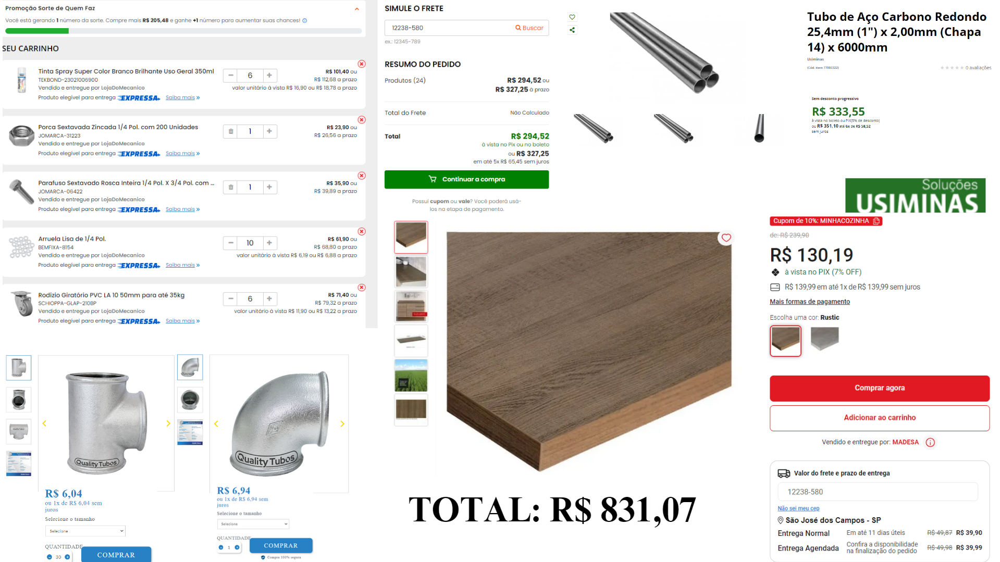 Promoção Sorte de Quem Faz
Você está gerando 1 número da sorte. Compre mais R$ 205,48 e ganhe +1 número para aumentar suas chances!
SEU CARRINHO
Tinta Spray Super Color Branco Brilhante Uso Geral 350ml
TEKBOND-23021006900
Vendido e entregue por LojaDoMecanico
Produto elegível para entrega EXPRESSA Saiba mais »
6
R$ 101,40 ou
R$ 112,68 a prazo
valor unitário à vista R$ 16,90 ou R$ 18,78 a prazo
Porca Sextavada Zincada 1/4 Pol. com 200 Unidades
JOMARCA-31223
Vendido e entregue por LojaDoMecanico
Produto elegível para entrega EXPRESSA Saiba mais »
1
R$ 23,90 ou
R$ 26,56 a prazo
Parafuso Sextavado Rosca Inteira 1/4 Pol. X 3/4 Pol. com ...
JOMARCA-06422
Vendido e entregue por LojaDoMecanico
Produto elegível para entrega EXPRESSA Saiba mais »
1
R$ 35,90 ou
R$ 39,89 a prazo
Arruela Lisa de 1/4 Pol.
BEMFIXA-8154
Vendido e entregue por LojaDoMecanico
Produto elegível para entrega EXPRESSA Saiba mais »
10
R$ 61,90 ou
R$ 68,80 a prazo
valor unitário à vista R$ 6,19 ou R$ 6,88 a prazo
Rodizio Giratório PVC LA 10 50mm para até 35kg
SCHIOPPA-GLAP-210BP
Vendido e entregue por LojaDoMecanico
Produto elegível para entrega EXPRESSA Saiba mais »
6
R$ 71,40 ou
R$ 79,32 a prazo
valor unitário à vista R$ 11,90 ou R$ 13,22 a prazo
SIMULE O FRETE
12238-580
Buscar
ex.: 12345-789
RESUMO DO PEDIDO
Produtos (24)
R$ 294,52 ou
R$ 327,25 à prazo
Total do Frete
Não Calculado
Total
R$ 294,52
à vista no Pix ou no boleto
ou R$ 327,25
em até 5x R$ 65,45 sem juros
Continuar a compra
Possui cupom ou vale? Você poderá usá-
los na etapa de pagamento.
Tubo de Aço Carbono Redondo
25,4mm (1") x 2,00mm (Chapa
14) x 6000mm
Usiminas
(Cód. item 77003322)
0 avaliações
Sem desconto progressivo
R$ 333,55
à vista no boleto ou PIX(5% de desconto)
ou R$ 351,10 até 6x de R$ 58,52
sem juros
Soluções
USIMINAS
Cupom de 10%: MINHACOZINHA
de: R$ 239,90
R$ 130,19
à vista no PIX (7% OFF)
R$ 139,99 em até 1x de R$ 139,99 sem juros
Mais formas de pagamento
Escolha uma cor: Rustic
Comprar agora
Adicionar ao carrinho
Vendido e entregue por: MADESA
Valor do frete e prazo de entrega
12238-580
Não sei meu cep
São José dos Campos - SP
Entrega Normal
Em até 11 dias úteis
R$ 49,87 R$ 39,90
Entrega Agendada
Confira a disponibilidade
na finalização do pedido
R$ 49,98 R$ 39,99
Quality Tubos
R$ 6,04
ou 1x de R$ 6,04 sem
juros
Selecione o tamanho
Selecione
QUANTIDADE
30
COMPRAR
Quality Tubos
R$ 6,94
ou 1x de R$ 6,94 sem
juros
Selecione o tamanho
Selecione
QUANTIDADE
1
COMPRAR
Compra 100% segura
TOTAL: R$ 831,07